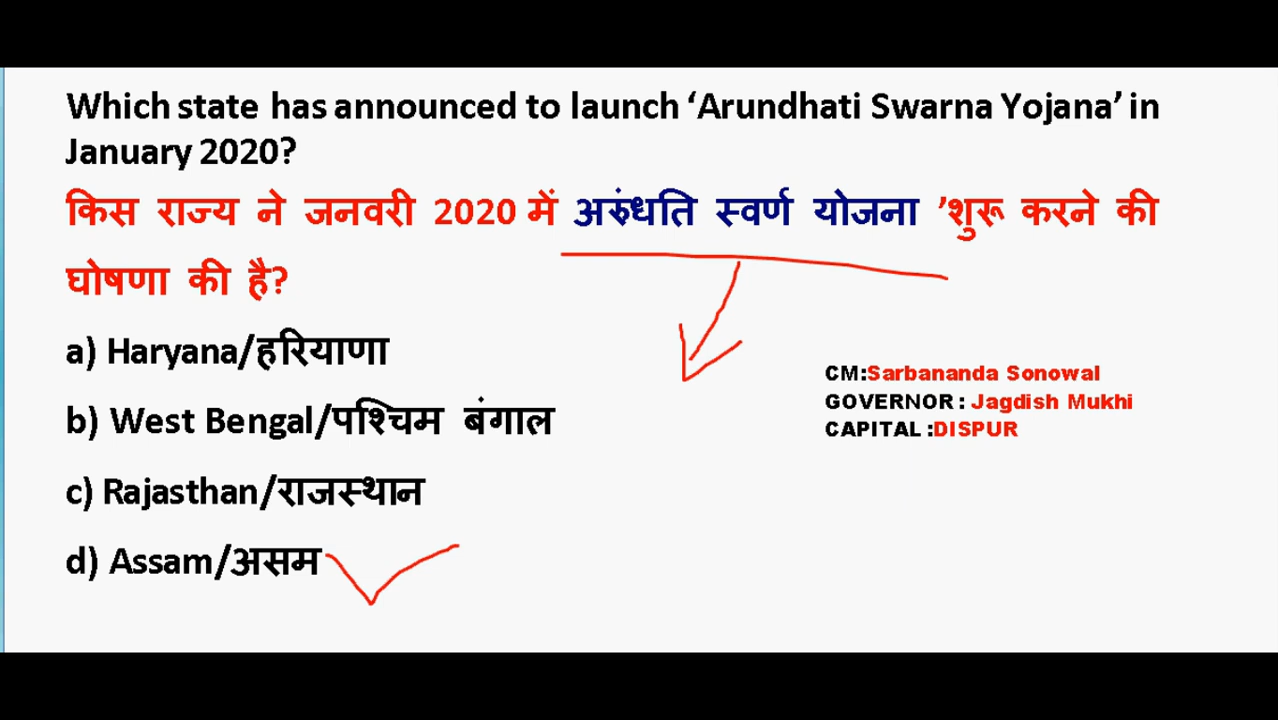 Which state has announced to launch ‘Arundhati Swarna Yojana’ in
January 2020?
किस राज्य ने जनवरी 2020 में अरुंधति स्वर्ण योजना ’शुरू करने की
घोषणा की है?
a) Haryana/हरियाणा
b) West Bengal/पश्चिम बंगाल
c) Rajasthan/राजस्थान
d) Assam/असम
CM:Sarbananda Sonowal
GOVERNOR : Jagdish Mukhi
CAPITAL :DISPUR